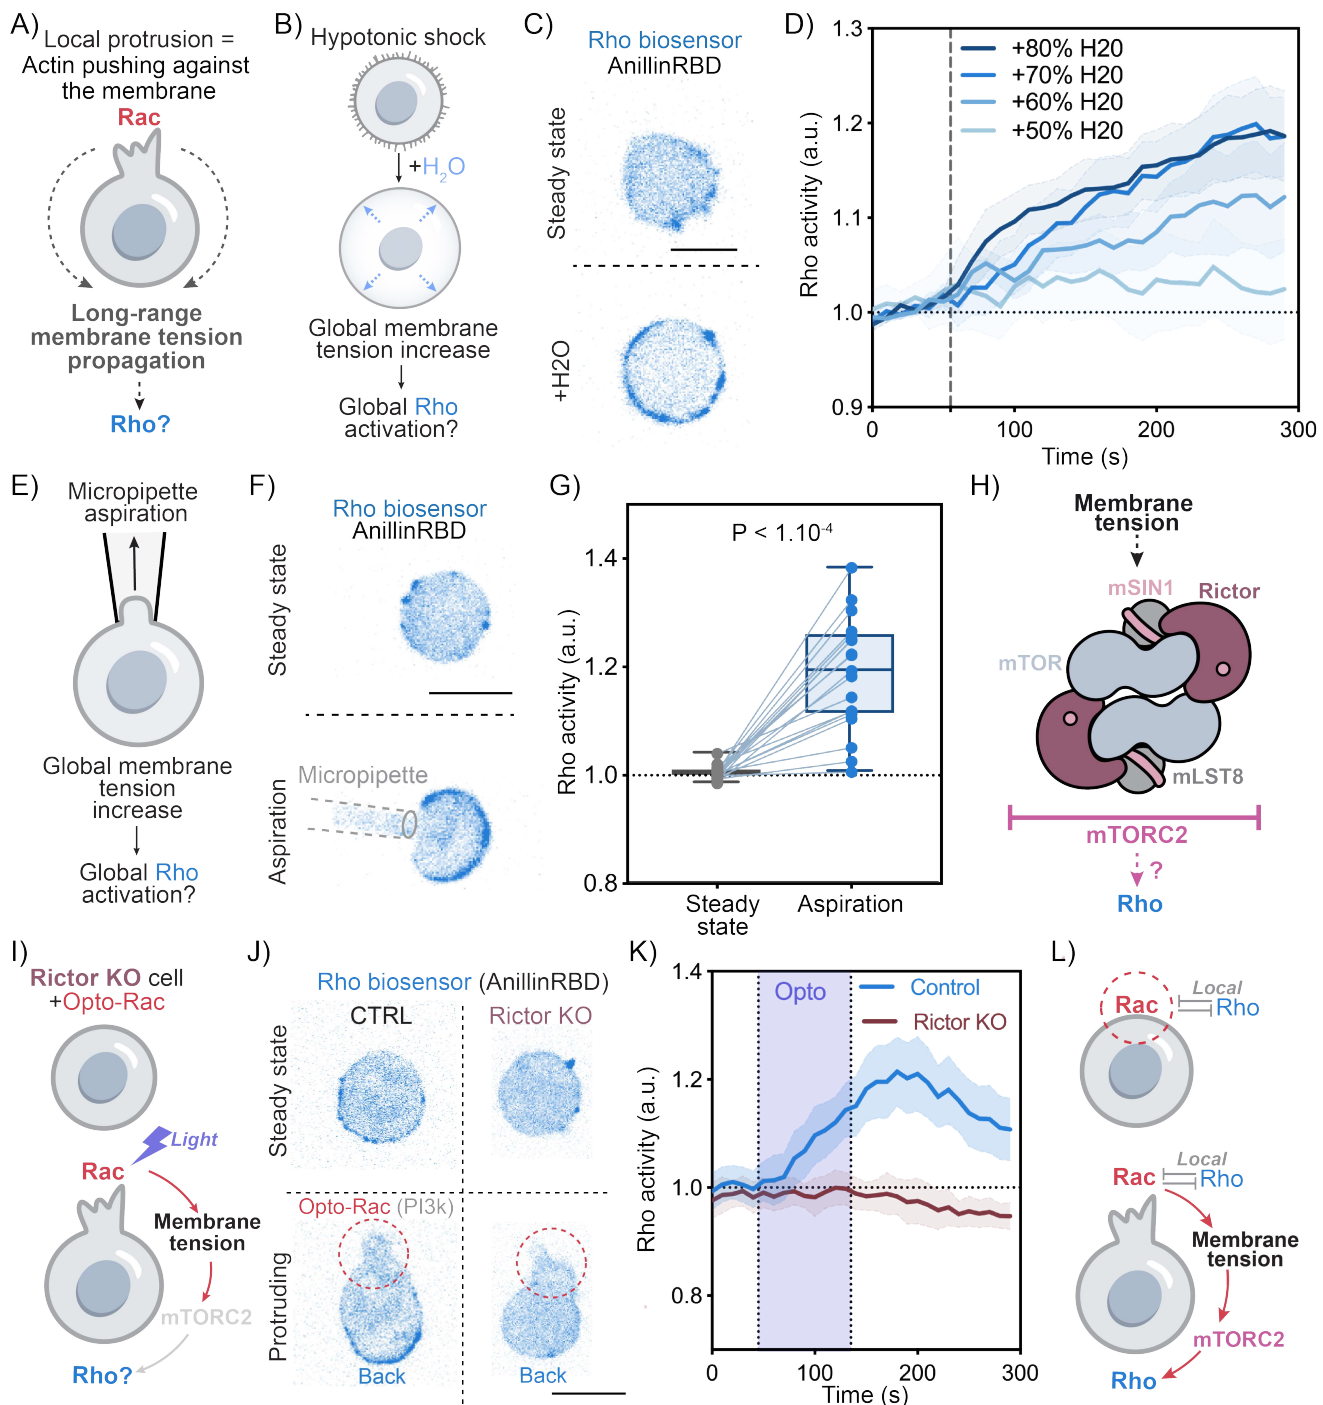 A)
Local protrusion =
Actin pushing against
the membrane
Rac
Long-range
membrane tension
propagation
Rho?
B)
Hypotonic shock
+H₂O
Global membrane
tension increase
Global Rho
activation?
C)
Rho biosensor
AnillinRBD
Steady state
+H2O
D)
Rho activity (a.u.)
1.3
1.2
1.1
1.0
0.9
+80% H20
+70% H20
+60% H20
+50% H20
0
100
200
300
Time (s)
E)
Micropipette
aspiration
Global membrane
tension
increase
Global Rho
activation?
F)
Rho biosensor
AnillinRBD
Steady state
Micropipette
Aspiration
G)
P < 1.10⁻⁴
Rho activity (a.u.)
1.4
1.2
1.0
0.8
Steady
state
Aspiration
H)
Membrane
tension
mSIN1
Rictor
mTOR
mLST8
mTORC2
?
Rho
I)
Rictor KO cell
+Opto-Rac
Light
Rac
Membrane
tension
mTORC2
Rho?
J)
Rho biosensor (AnillinRBD)
CTRL
Rictor KO
Steady state
Opto-Rac (PI3k)
Protruding
Back
Back
K)
Rho activity (a.u.)
1.4
1.2
1.0
0.8
Opto
Control
Rictor KO
0
100
200
300
Time (s)
L)
Local
Rac
Rho
Local
Rac
Rho
Membrane
tension
mTORC2
Rho